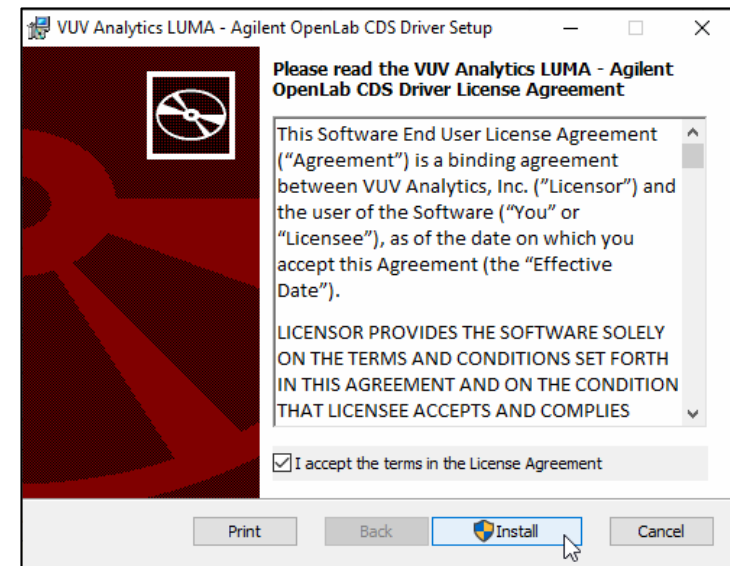 VUV Analytics LUMA - Agilent OpenLab CDS Driver Setup
Please read the VUV Analytics LUMA - Agilent
OpenLab CDS Driver License Agreement
This Software End User License Agreement
(“Agreement”) is a binding agreement
between VUV Analytics, Inc. (“Licensor”) and
the user of the Software (“You” or
“Licensee”), as of the date on which you
accept this Agreement (the “Effective
Date”).
LICENSOR PROVIDES THE SOFTWARE SOLELY
ON THE TERMS AND CONDITIONS SET FORTH
IN THIS AGREEMENT AND ON THE CONDITION
THAT LICENSEE ACCEPTS AND COMPLIES
I accept the terms in the License Agreement
Print Back Install Cancel